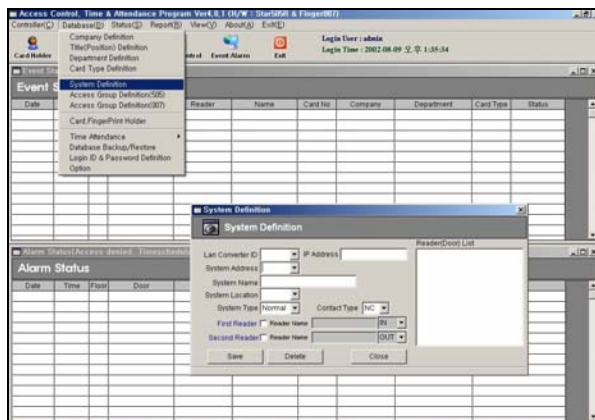 Access Control, Time & Attendance Program Ver4.0.1 (H/W : Star505R & Finger007)
Controller(C) Database(D) Status(S) Report(R) View(V) About(A) Exit(E)
Company Definition
Title(Position) Definition
Department Definition
Card Type Definition
System Definition
Access Group Definition(505)
Access Group Definition(007)
Card,FingerPrint Holder
Time Attendance
Database Backup/Restore
Login ID & Password Definition
Option
Card Holder
Event Alarm
Exit
Login User : admin
Login Time : 2002-08-09 오후 1:35:34
Event
Date
Reader
Name
Card No
Company
Department
Card Type
Status
System Definition
System Definition
Lan Converter ID
IP Address
Reader(Door) List
System Address
System Name
System Location
System Type Normal
Contact Type NC
First Reader Reader Name IN
Second Reader Reader Name OUT
Save Delete Close
Alarm Status(Access denied, Timeschedule
Alarm Status
Date Time Floor Door